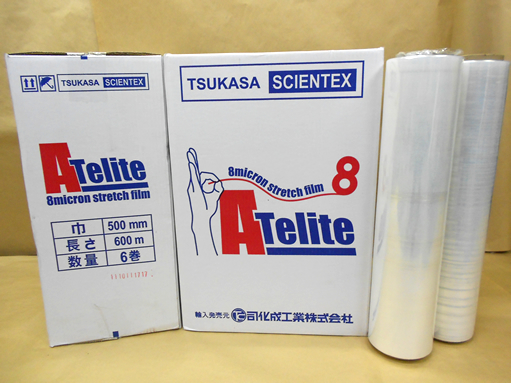 TSUKASA SCIENTEX
ATelite
8micron stretch film
巾 500 mm
長さ 600 m
数量 6巻
TSUKASA SCIENTEX
8micron stretch film 8
ATelite
輸入発売元 司化成工業株式会社